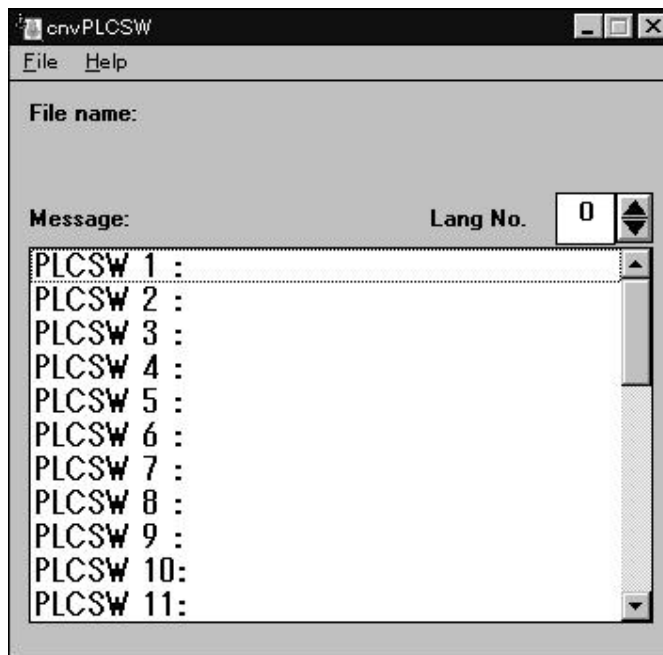 cnvPLCSW
File Help
File name:
Message: Lang No. 0
PLCSW 1 :
PLCSW 2 :
PLCSW 3 :
PLCSW 4 :
PLCSW 5 :
PLCSW 6 :
PLCSW 7 :
PLCSW 8 :
PLCSW 9 :
PLCSW 10:
PLCSW 11: